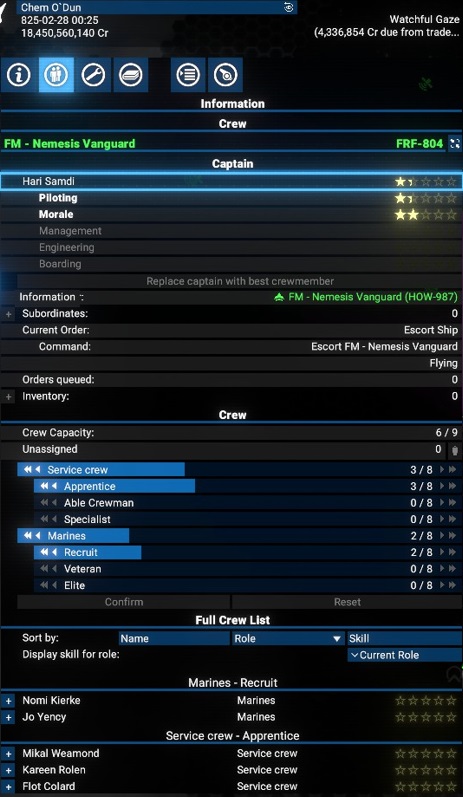 Chem O`Dun
825-02-28 00:25
Watchful Gaze
18,450,560,140 Cr
(4,336,854 Cr due from trade...
Information
Crew
FM - Nemesis Vanguard FRF-804
Captain
Hari Samdi
Piloting
Morale
Management
Engineering
Boarding
Replace captain with best crewmember
Information : FM - Nemesis Vanguard (HOW-987)
+ Subordinates: 0
Current Order: Escort Ship
Command: Escort FM - Nemesis Vanguard
Flying
Orders queued: 0
+ Inventory: 0
Crew
Crew Capacity: 6 / 9
Unassigned 0
Service crew 3 / 8
Apprentice 3 / 8
Able Crewman 0 / 8
Specialist 0 / 8
Marines 2 / 8
Recruit 2 / 8
Veteran 0 / 8
Elite 0 / 8
Confirm Reset
Full Crew List
Sort by: Name Role Skill
Display skill for role: Current Role
Marines - Recruit
+ Nomi Kierke Marines
+ Jo Yency Marines
Service crew - Apprentice
+ Mikal Weamond Service crew
+ Kareen Rolen Service crew
+ Flot Colard Service crew